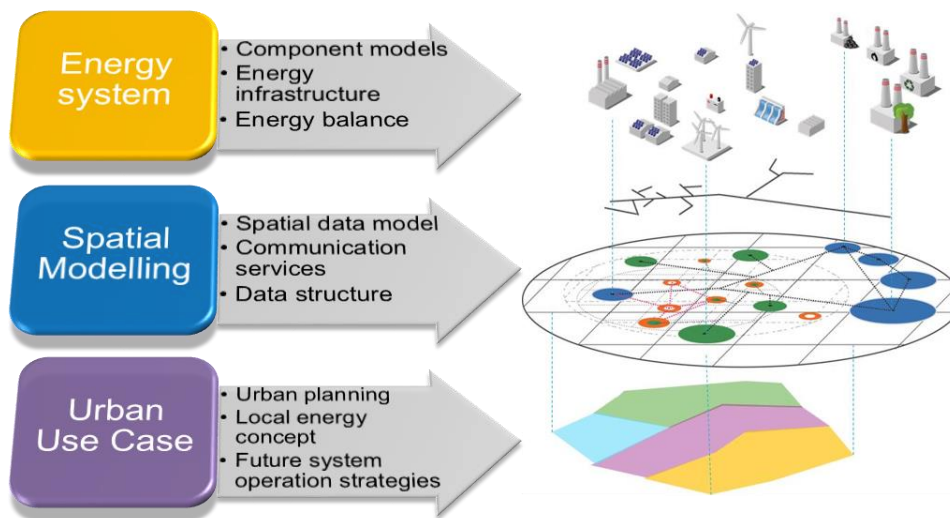 Energy
system
• Component models
• Energy
infrastructure
• Energy balance
Spatial
Modelling
• Spatial data model
• Communication
services
• Data structure
Urban
Use Case
• Urban planning
• Local energy
concept
• Future system
operation strategies